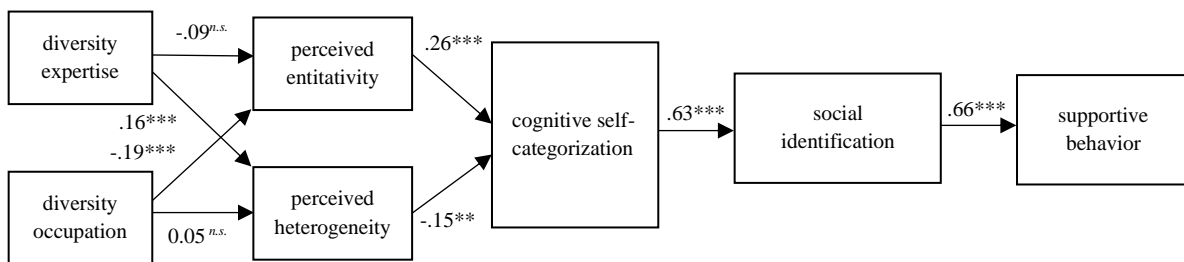 diversity
expertise
-.09n.s.
perceived
entitativity
.26***
cognitive self-
categorization
.63***
social
identification
.66***
supportive
behavior
.16***
-.19***
diversity
occupation
0.05 n.s.
perceived
heterogeneity
-.15**